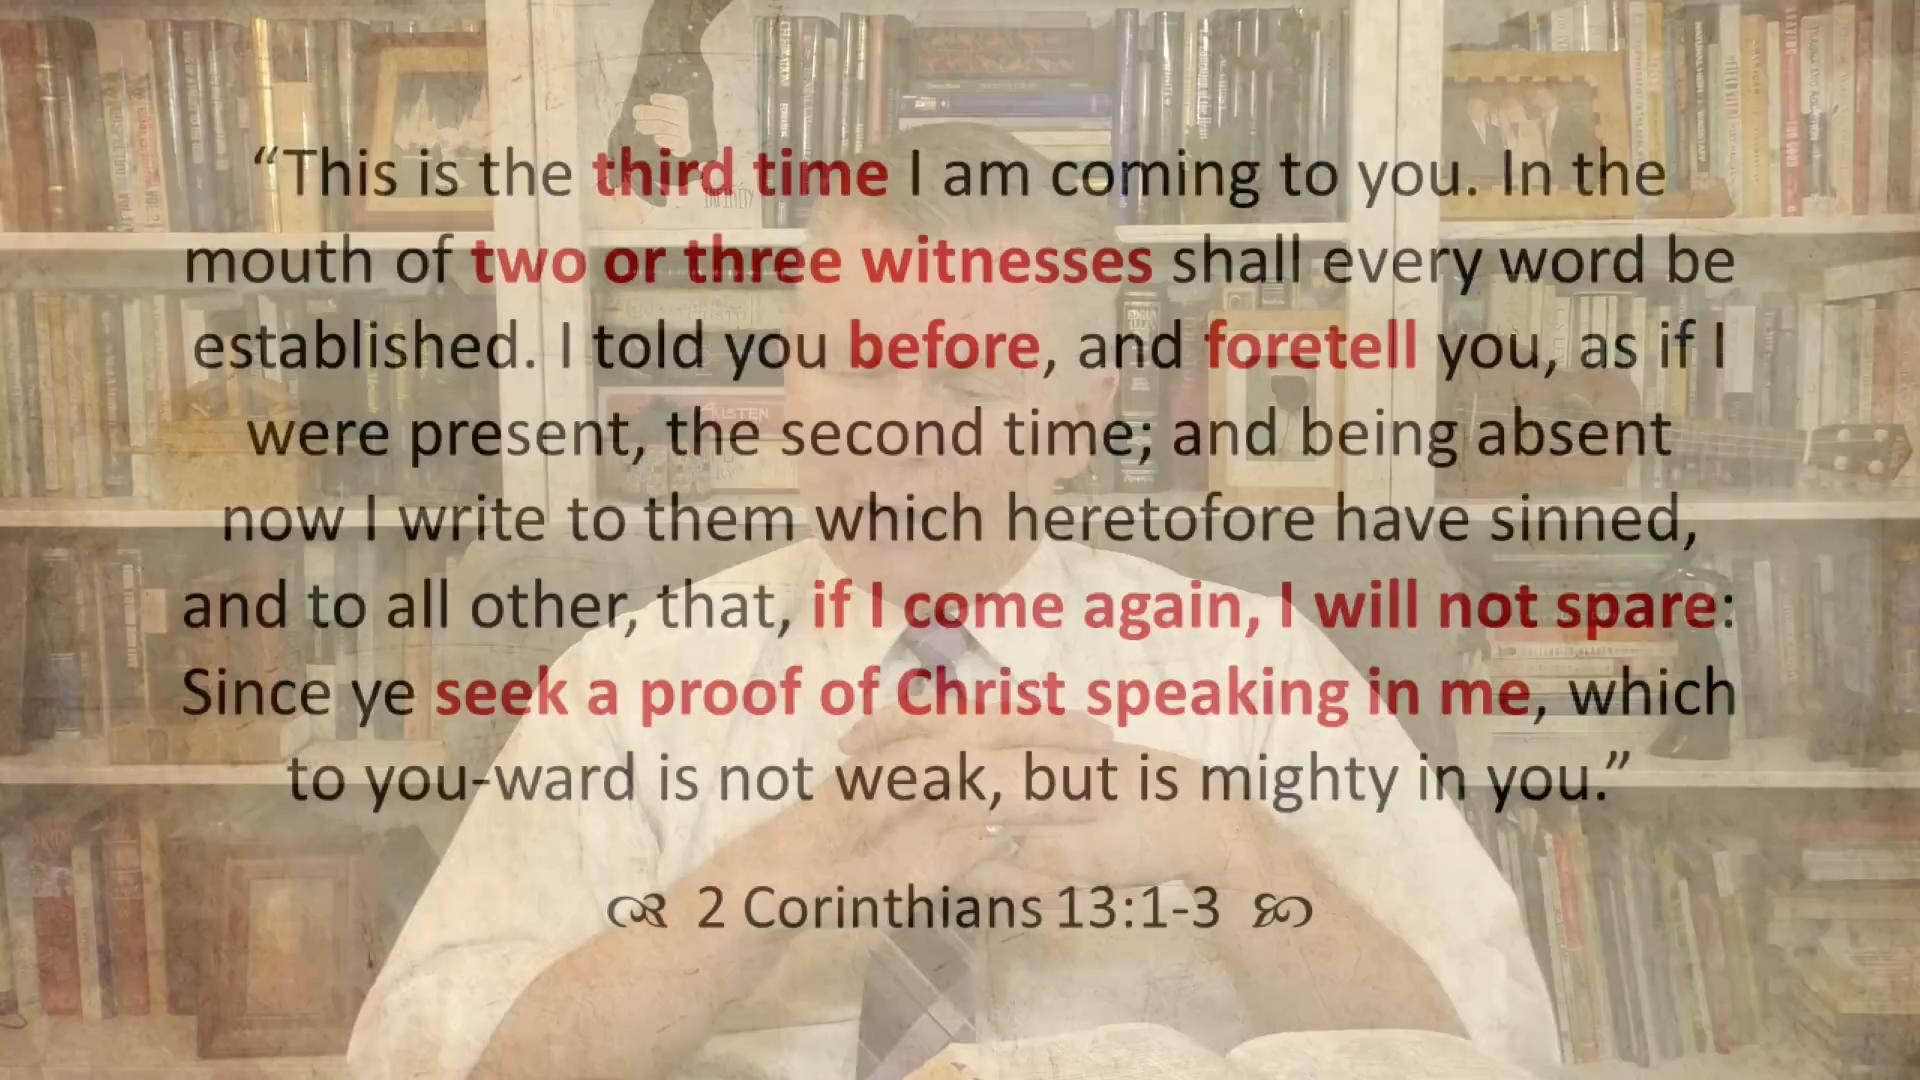 “This is the third time I am coming to you. In the
mouth of two or three witnesses shall every word be
established. I told you before, and foretell you, as if I
were present, the second time; and being absent
now I write to them which heretofore have sinned,
and to all other, that, if I come again, I will not spare:
Since ye seek a proof of Christ speaking in me, which
to you-ward is not weak, but is mighty in you.”
2 Corinthians 13:1-3
INFINITY
AUSTEN